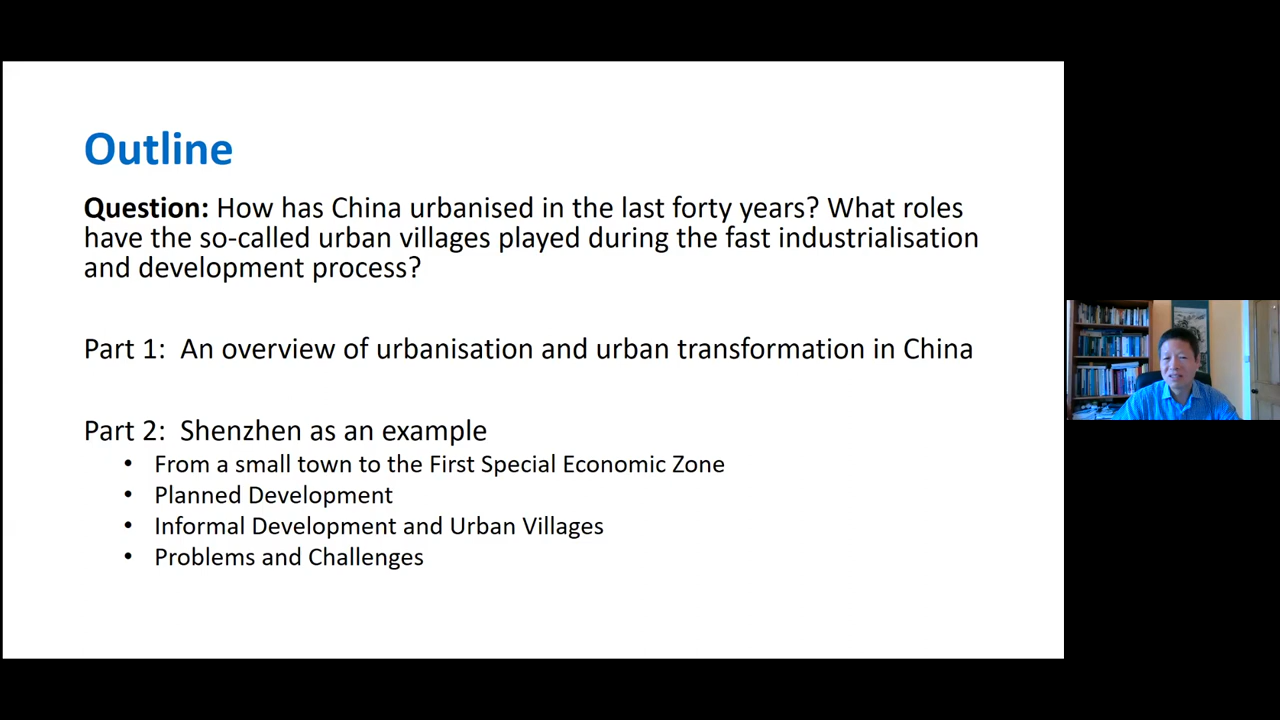 Outline
Question: How has China urbanised in the last forty years? What roles
have the so-called urban villages played during the fast industrialisation
and development process?
Part 1: An overview of urbanisation and urban transformation in China
Part 2: Shenzhen as an example
• From a small town to the First Special Economic Zone
• Planned Development
• Informal Development and Urban Villages
• Problems and Challenges